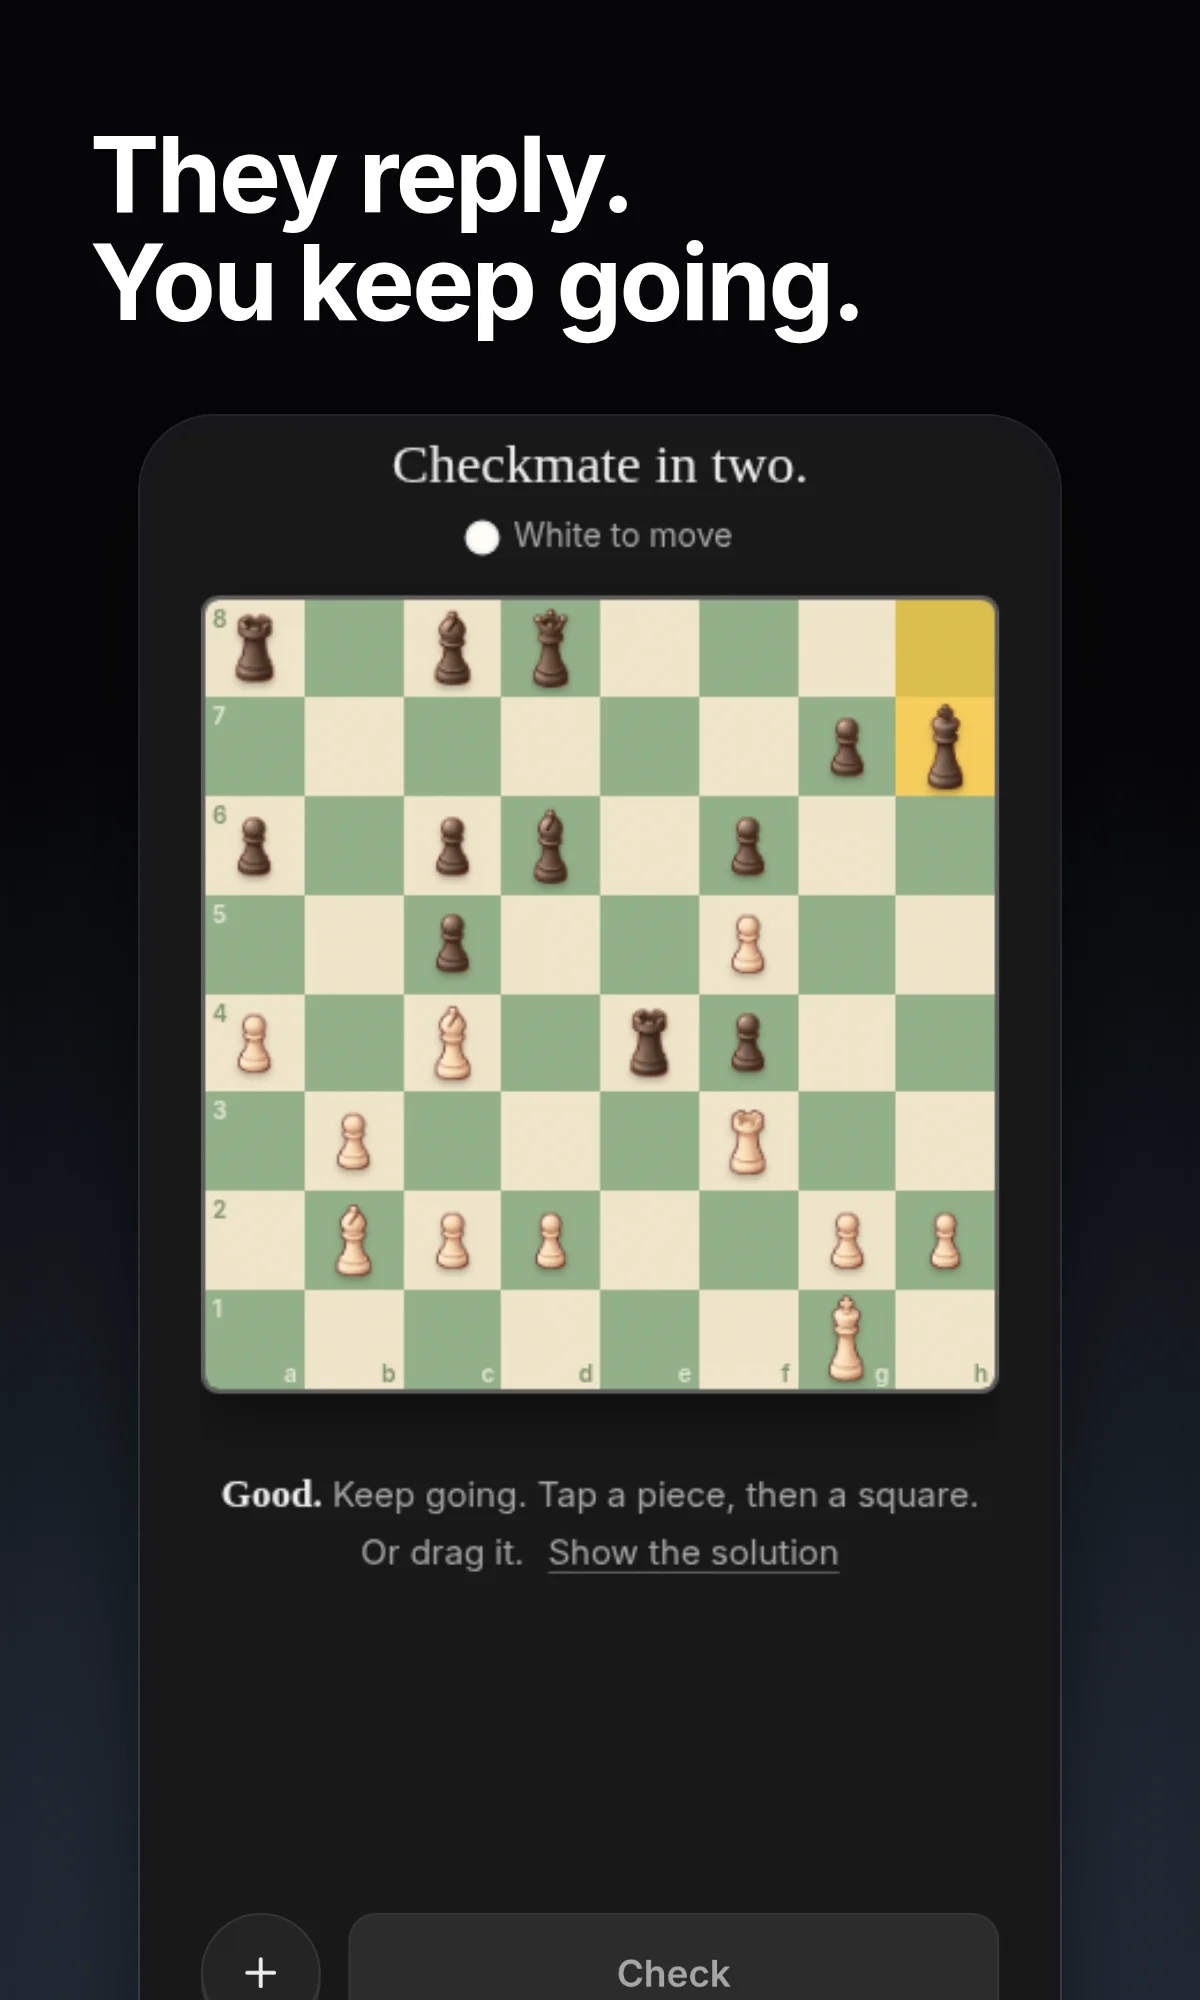 They reply.
You keep going.
Checkmate in two.
White to move
8
7
6
5
4
3
2
1
a b c d e f g h
Good. Keep going. Tap a piece, then a square.
Or drag it. Show the solution
+ Check